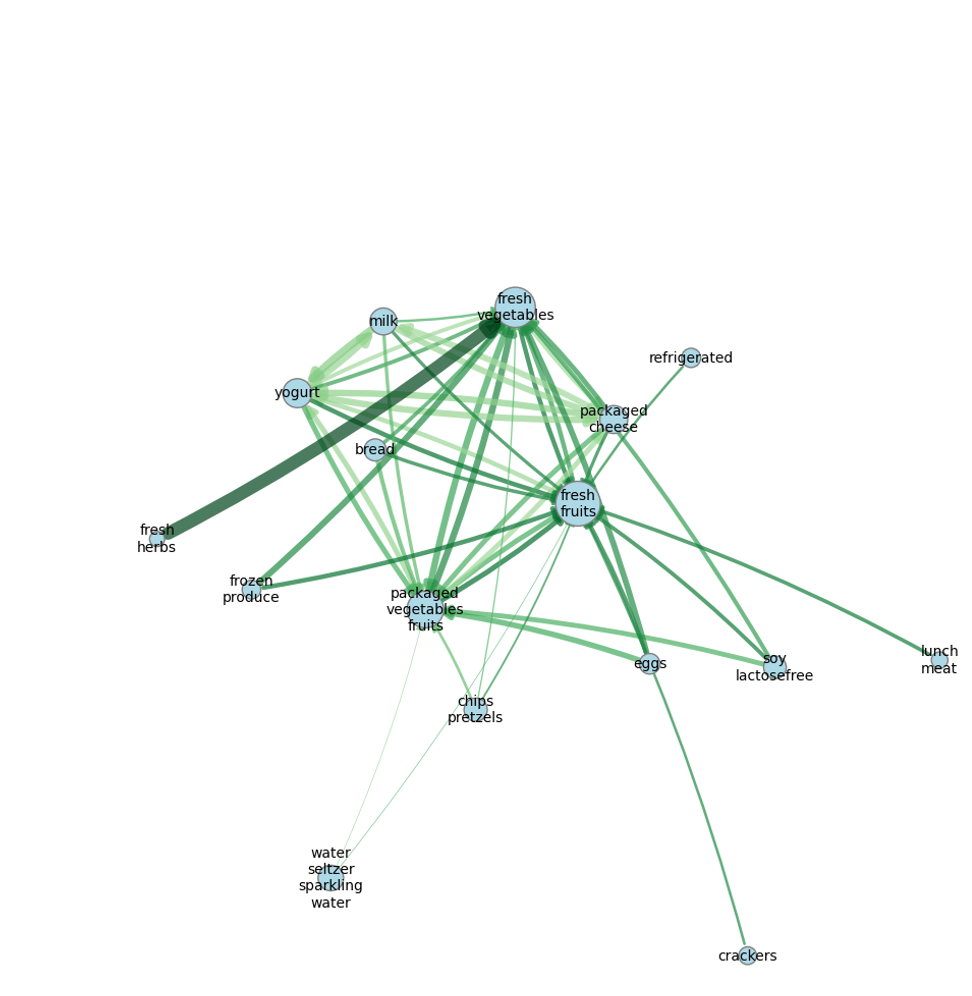 fresh
vegetables
milk
refrigerated
yogurt
packaged
cheese
bread
fresh
fruits
fresh
herbs
frozen
produce
packaged
vegetables
fruits
eggs
soy
lactosefree
lunch
meat
chips
pretzels
water
seltzer
sparkling
water
crackers